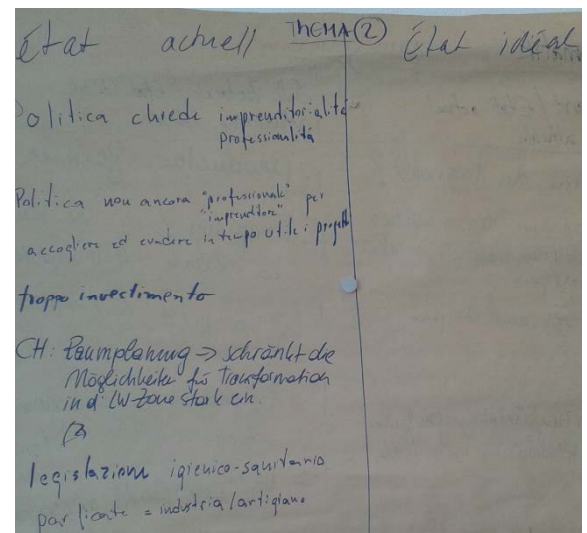 État actuell THEMA 2 État idéal
Politica chiede imprenditorialità
professionalità
Politica non ancora "professionale" per
"imprenditore"
accogliere ed evadere in tempo utile i progetti
troppo investimento
CH: Raumplanung → schränkt die
Möglichkeiten für Transformation
in d. LW-Zone stark ein.
legislazione igienico-sanitario
parificante = industria/artigiano